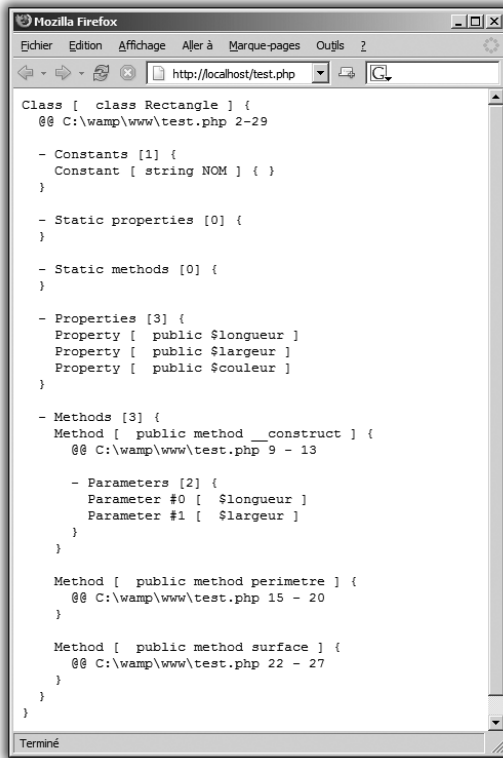 Mozilla Firefox
Fichier Edition Affichage Aller à Marque-pages Outils ?
http://localhost/test.php G
Class [  class Rectangle ] {
  @@ C:\wamp\www\test.php 2-29

  - Constants [1] {
    Constant [ string NOM ] { }
  }

  - Static properties [0] {
  }

  - Static methods [0] {
  }

  - Properties [3] {
    Property [  public $longueur ]
    Property [  public $largeur ]
    Property [  public $couleur ]
  }

  - Methods [3] {
    Method [  public method __construct ] {
      @@ C:\wamp\www\test.php 9 - 13

      - Parameters [2] {
        Parameter #0 [  $longueur ]
        Parameter #1 [  $largeur ]
      }
    }

    Method [  public method perimetre ] {
      @@ C:\wamp\www\test.php 15 - 20
    }

    Method [  public method surface ] {
      @@ C:\wamp\www\test.php 22 - 27
    }
  }
}
Terminé